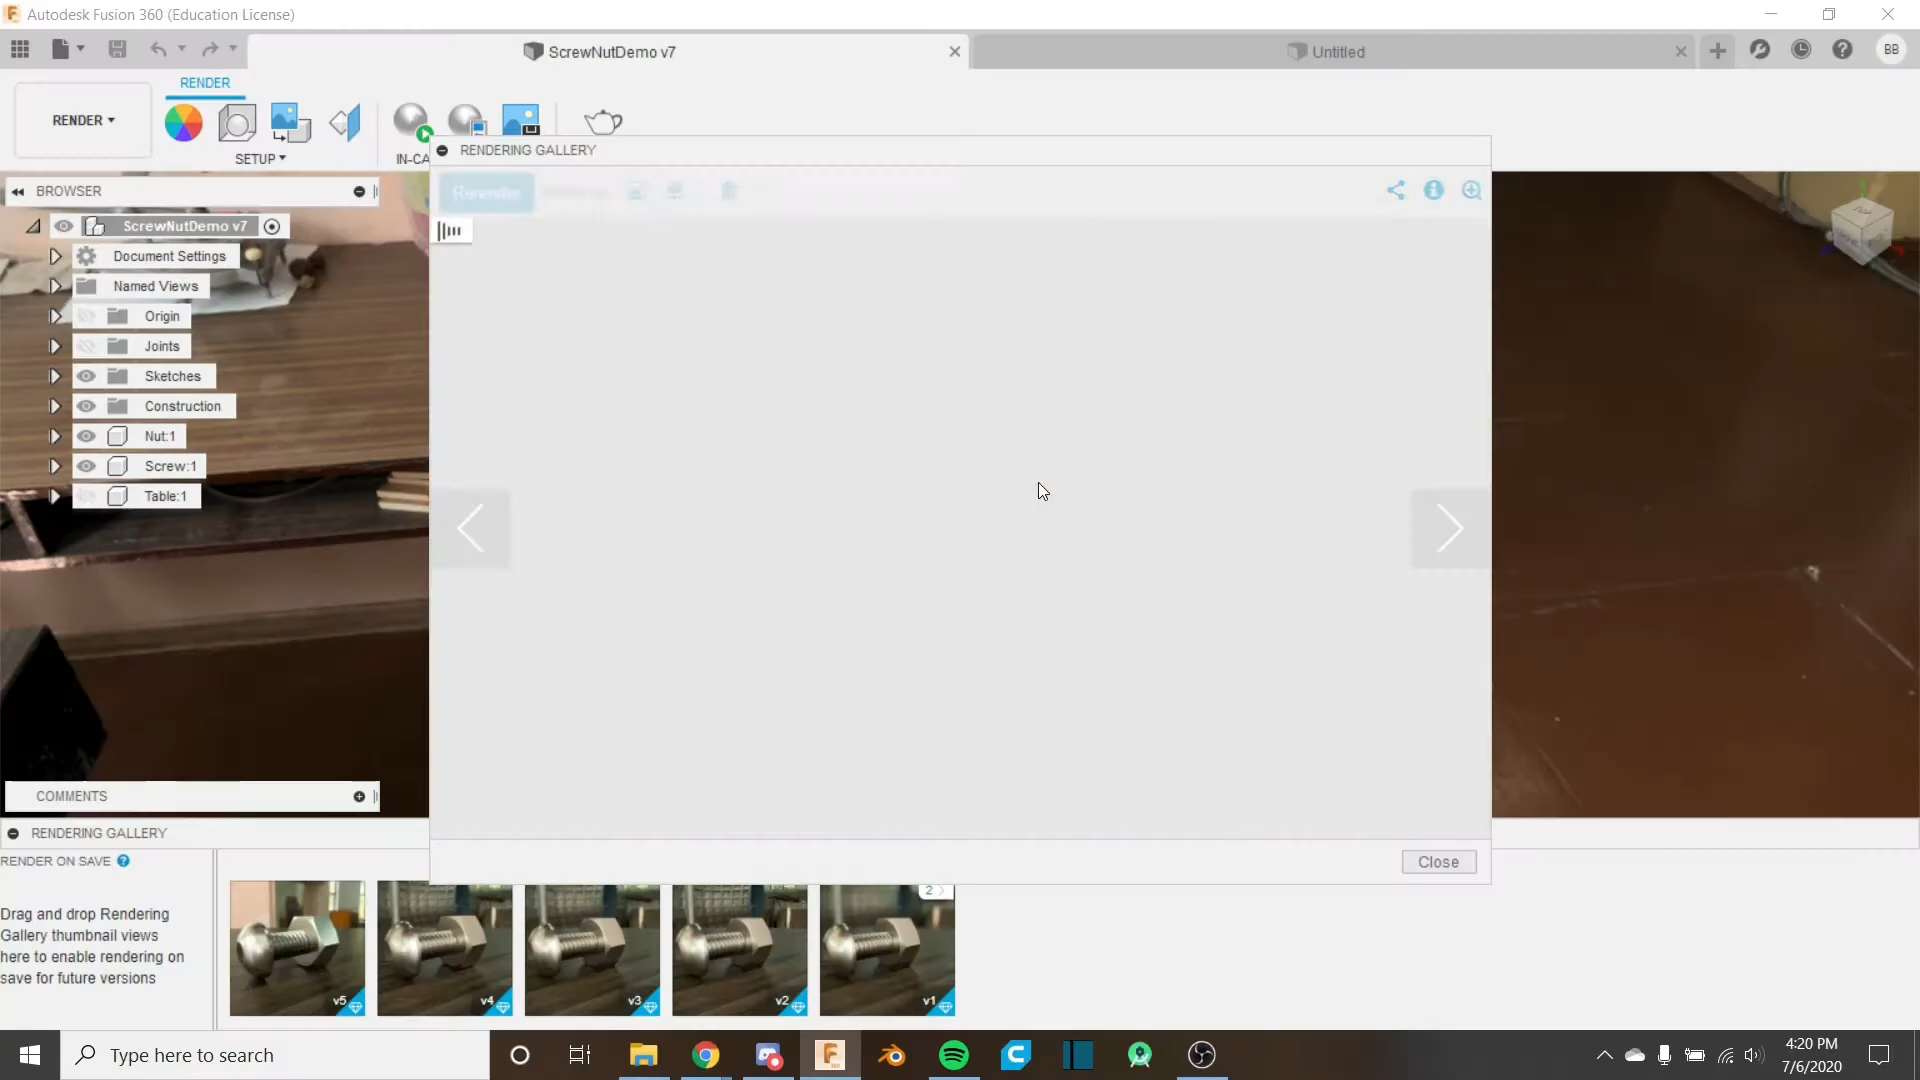 Autodesk Fusion 360 (Education License)
ScrewNutDemo v7
Untitled
BB
RENDER
RENDER
SETUP
IN-CA
RENDERING GALLERY
BROWSER
Rerender
ScrewNutDemo v7
Document Settings
Named Views
Origin
Joints
Sketches
Construction
Nut:1
Screw:1
Table:1
COMMENTS
Close
RENDERING GALLERY
RENDER ON SAVE
Drag and drop Rendering
Gallery thumbnail views
here to enable rendering on
save for future versions
v5
v4
v3
v2
2
v1
Type here to search
4:20 PM
7/6/2020